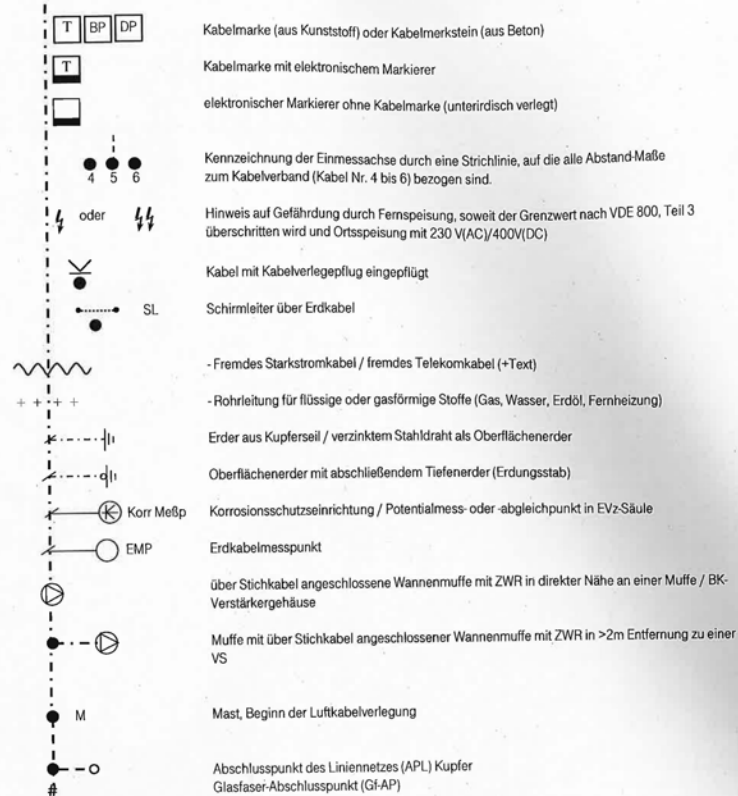 T BP DP Kabelmarke (aus Kunststoff) oder Kabelmerkstein (aus Beton)
T Kabelmarke mit elektronischem Markierer
elektronischer Markierer ohne Kabelmarke (unterirdisch verlegt)
Kennzeichnung der Einmessachse durch eine Strichlinie, auf die alle Abstand-Maße
4 5 6 zum Kabelverband (Kabel Nr. 4 bis 6) bezogen sind.
oder Hinweis auf Gefährdung durch Fernspeisung, soweit der Grenzwert nach VDE 800, Teil 3
überschritten wird und Ortsspeisung mit 230 V(AC)/400V(DC)
Kabel mit Kabelverlegepflug eingepflügt
SL Schirmleiter über Erdkabel
- Fremdes Starkstromkabel / fremdes Telekomkabel (+Text)
- Rohrleitung für flüssige oder gasförmige Stoffe (Gas, Wasser, Erdöl, Fernheizung)
Erder aus Kupferseil / verzinktem Stahldraht als Oberflächenerder
Oberflächenerder mit abschließendem Tiefenerder (Erdungsstab)
Korr Meßp Korrosionsschutzeinrichtung / Potentialmess- oder -abgleichpunkt in EVz-Säule
EMP Erdkabelmesspunkt
über Stichkabel angeschlossene Wannenmuffe mit ZWR in direkter Nähe an einer Muffe / BK-
Verstärkergehäuse
Muffe mit über Stichkabel angeschlossener Wannenmuffe mit ZWR in >2m Entfernung zu einer
VS
M Mast, Beginn der Luftkabelverlegung
Abschlusspunkt des Liniennetzes (APL) Kupfer
# Glasfaser-Abschlusspunkt (Gf-AP)